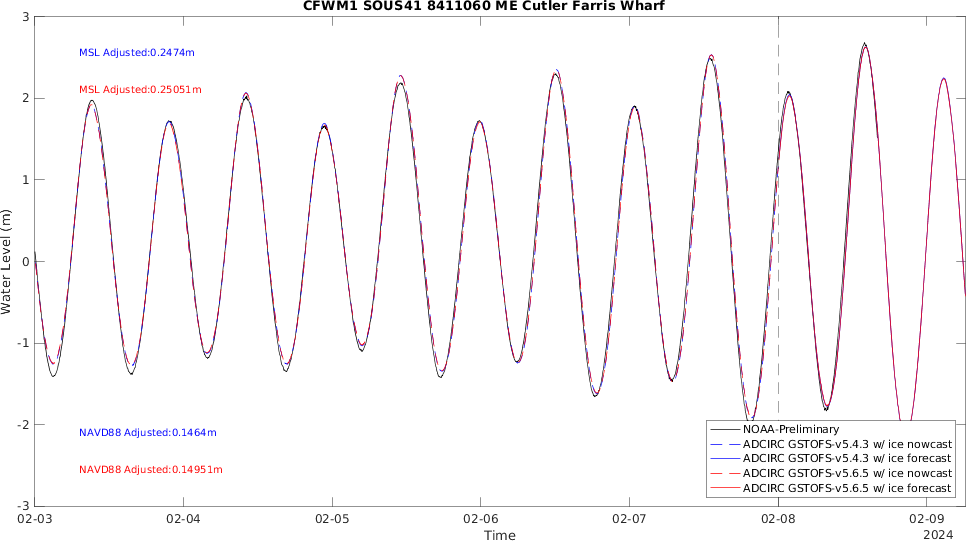 CFWM1 SOUS41 8411060 ME Cutler Farris Wharf
3
MSL Adjusted:0.2474m
MSL Adjusted:0.25051m
2
1
0
-1
-2
-3
Water Level (m)
NAVD88 Adjusted:0.1464m
NAVD88 Adjusted:0.14951m
NOAA-Preliminary
ADCIRC GSTOFS-v5.4.3 w/ ice nowcast
ADCIRC GSTOFS-v5.4.3 w/ ice forecast
ADCIRC GSTOFS-v5.6.5 w/ ice nowcast
ADCIRC GSTOFS-v5.6.5 w/ ice forecast
02-03 02-04 02-05 02-06 02-07 02-08 02-09
Time
2024